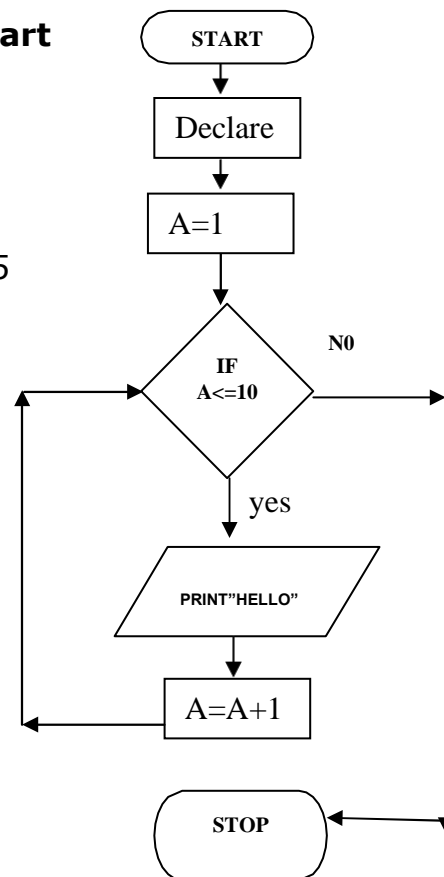 art
START
Declare
A=1
5
IF
A<=10
N0
yes
PRINT”HELLO”
A=A+1
STOP